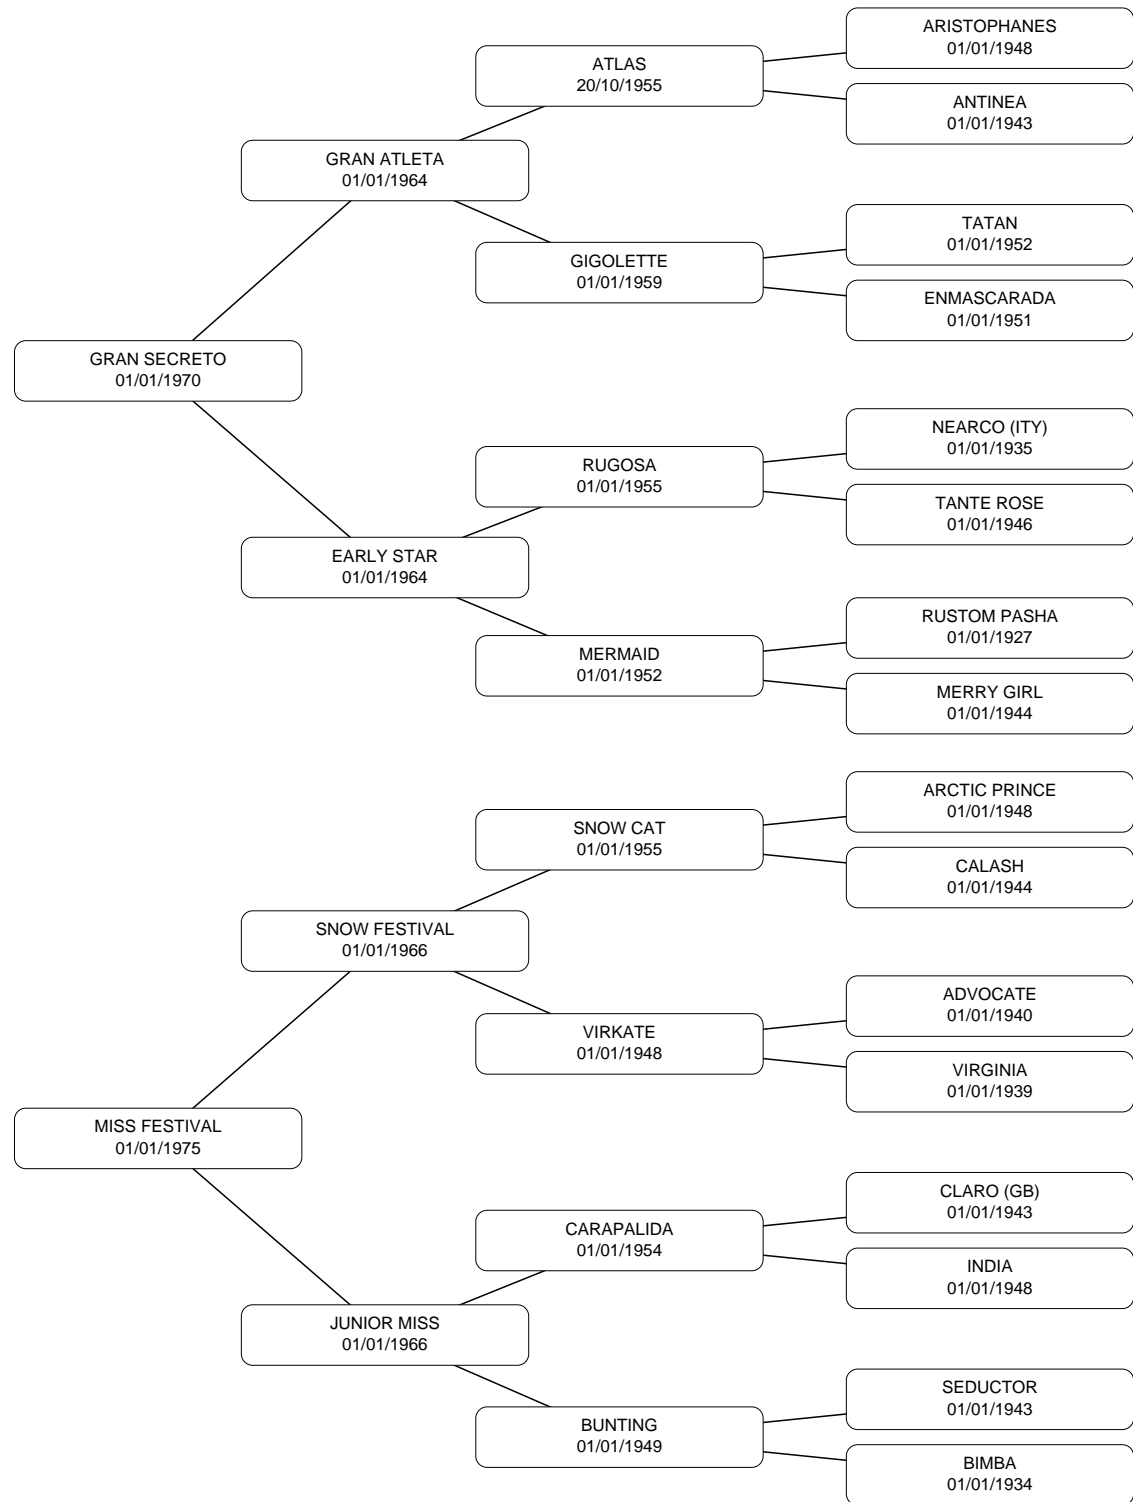 ARISTOPHANES
01/01/1948
ATLAS
20/10/1955
ANTINEA
01/01/1943
GRAN ATLETA
01/01/1964
TATAN
01/01/1952
GIGOLETTE
01/01/1959
ENMASCARADA
01/01/1951
GRAN SECRETO
01/01/1970
NEARCO (ITY)
01/01/1935
RUGOSA
01/01/1955
TANTE ROSE
01/01/1946
EARLY STAR
01/01/1964
RUSTOM PASHA
01/01/1927
MERMAID
01/01/1952
MERRY GIRL
01/01/1944
ARCTIC PRINCE
01/01/1948
SNOW CAT
01/01/1955
CALASH
01/01/1944
SNOW FESTIVAL
01/01/1966
ADVOCATE
01/01/1940
VIRKATE
01/01/1948
VIRGINIA
01/01/1939
MISS FESTIVAL
01/01/1975
CLARO (GB)
01/01/1943
CARAPALIDA
01/01/1954
INDIA
01/01/1948
JUNIOR MISS
01/01/1966
SEDUCTOR
01/01/1943
BUNTING
01/01/1949
BIMBA
01/01/1934